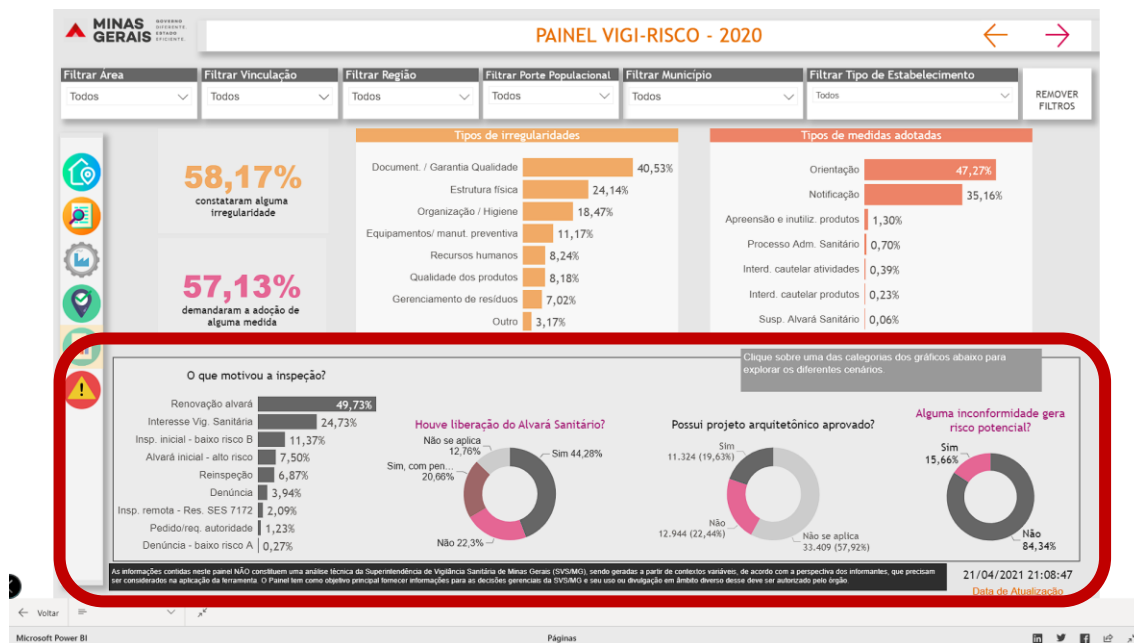 MINAS GERAIS
GOVERNO
DIFERENTE.
ESTADO
EFICIENTE.
PAINEL VIGI-RISCO - 2020
Filtrar Área
Todos
Filtrar Vinculação
Todos
Filtrar Região
Todos
Filtrar Porte Populacional
Todos
Filtrar Município
Todos
Filtrar Tipo de Estabelecimento
Todos
REMOVER
FILTROS
58,17%
constataram alguma
irregularidade
57,13%
demandaram a adoção de
alguma medida
Tipos de irregularidades
Document. / Garantia Qualidade 40,53%
Estrutura física 24,14%
Organização / Higiene 18,47%
Equipamentos/ manut. preventiva 11,17%
Recursos humanos 8,24%
Qualidade dos produtos 8,18%
Gerenciamento de resíduos 7,02%
Outro 3,17%
Tipos de medidas adotadas
Orientação 47,27%
Notificação 35,16%
Apreensão e inutiliz. produtos 1,30%
Processo Adm. Sanitário 0,70%
Interd. cautelar atividades 0,39%
Interd. cautelar produtos 0,23%
Susp. Alvará Sanitário 0,06%
Clique sobre uma das categorias dos gráficos abaixo para
explorar os diferentes cenários.
O que motivou a inspeção?
Renovação alvará 49,73%
Interesse Vig. Sanitária 24,73%
Insp. inicial - baixo risco B 11,37%
Alvará inicial - alto risco 7,50%
Reinspeção 6,87%
Denúncia 3,94%
Insp. remota - Res. SES 7172 2,09%
Pedido/req. autoridade 1,23%
Denúncia - baixo risco A 0,27%
Houve liberação do Alvará Sanitário?
Não se aplica
12,76%
Sim 44,28%
Sim, com pen...
20,66%
Não 22,3%
Possui projeto arquitetônico aprovado?
Sim
11.324 (19,63%)
Não
12.944 (22,44%)
Não se aplica
33.409 (57,92%)
Alguma inconformidade gera
risco potencial?
Sim
15,66%
Não
84,34%
As informações contidas neste painel NÃO constituem uma análise técnica da Superintendência de Vigilância Sanitária de Minas Gerais (SVS/MG), sendo geradas a partir de contextos variáveis, de acordo com a perspectiva dos informantes, que precisam
ser considerados na aplicação da ferramenta. O Painel tem como objetivo principal fornecer informações para as decisões gerenciais da SVS/MG e seu uso ou divulgação em âmbito diverso desse deve ser autorizado pelo órgão.
21/04/2021 21:08:47
Data de Atualização
Voltar
Microsoft Power BI
Páginas